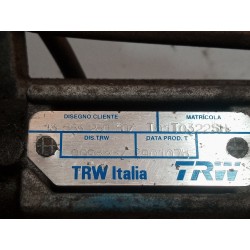 DISEGNO CLIENTE MATRICOLA
DIS.TRW DATA PROD.T
TRW Italia TRW